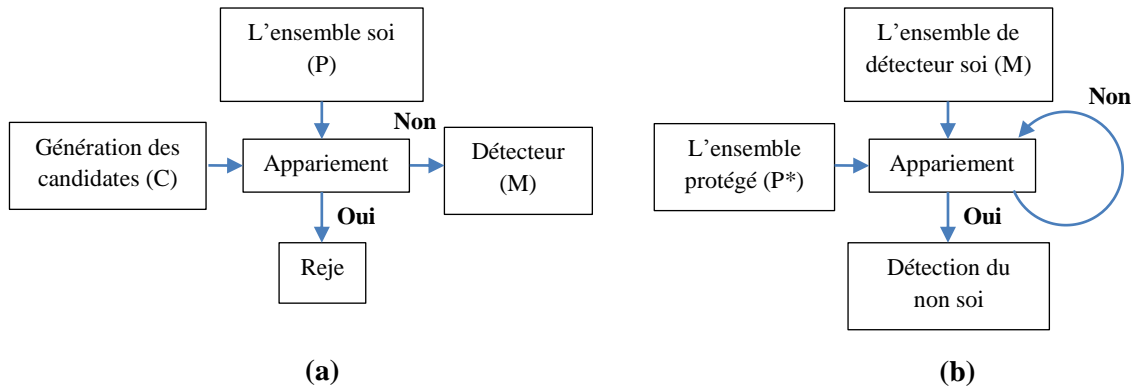 L'ensemble soi
(P)
Génération des
candidates (C)
Appariement
Non
Détecteur
(M)
Oui
Reje
(a)
L'ensemble de
détecteur soi (M)
Non
L'ensemble
protégé (P*)
Appariement
Oui
Détection du
non soi
(b)